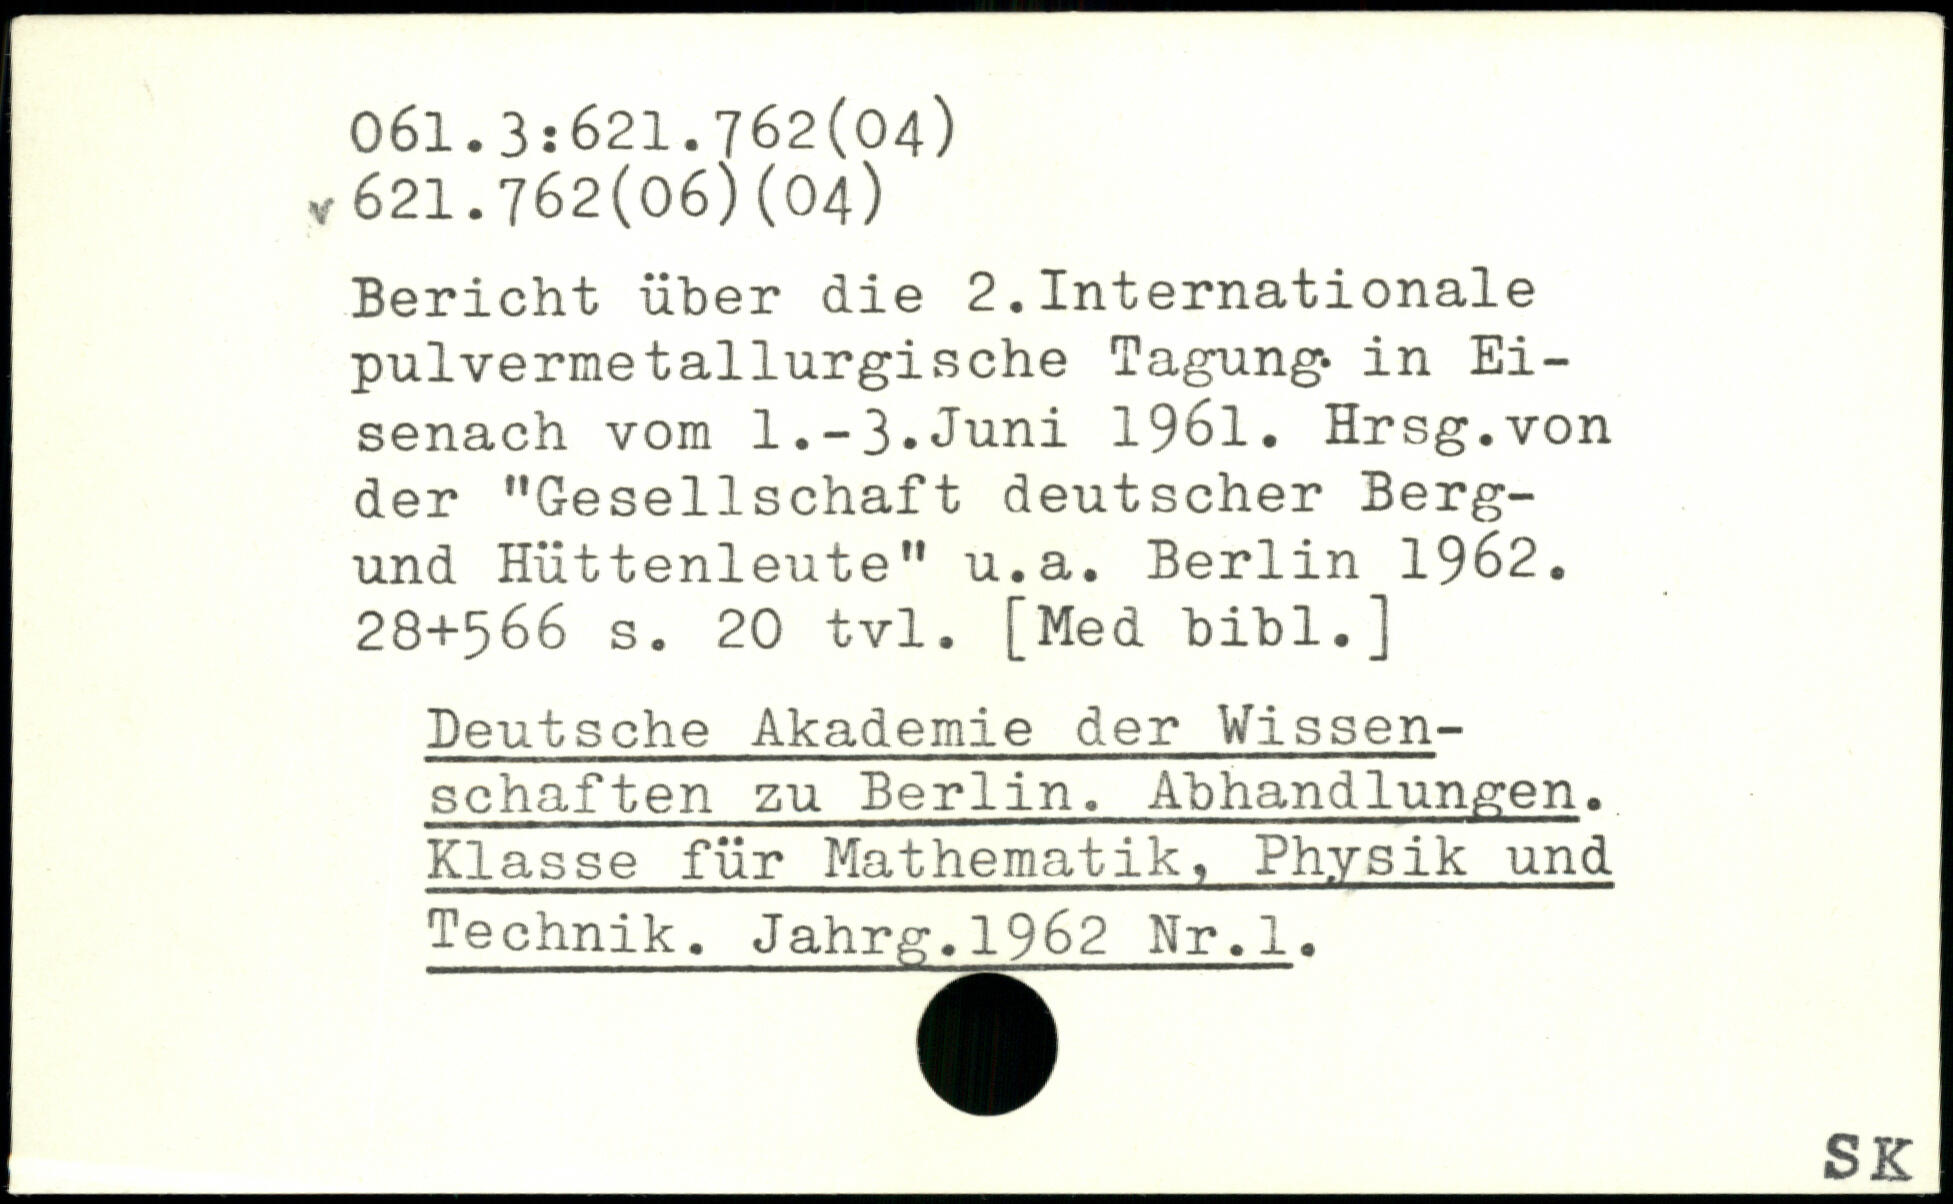 061.3:621.762(04)
v 621.762(06)(04)
Bericht über die 2.Internationale
pulvermetallurgische Tagung in Ei-
senach vom 1.-3.Juni 1961. Hrsg.von
der "Gesellschaft deutscher Berg-
und Hüttenleute" u.a. Berlin 1962.
28+566 s. 20 tvl. [Med bibl.]
Deutsche Akademie der Wissen-
schaften zu Berlin. Abhandlungen.
Klasse für Mathematik, Physik und
Technik. Jahrg.1962 Nr.1.
SK